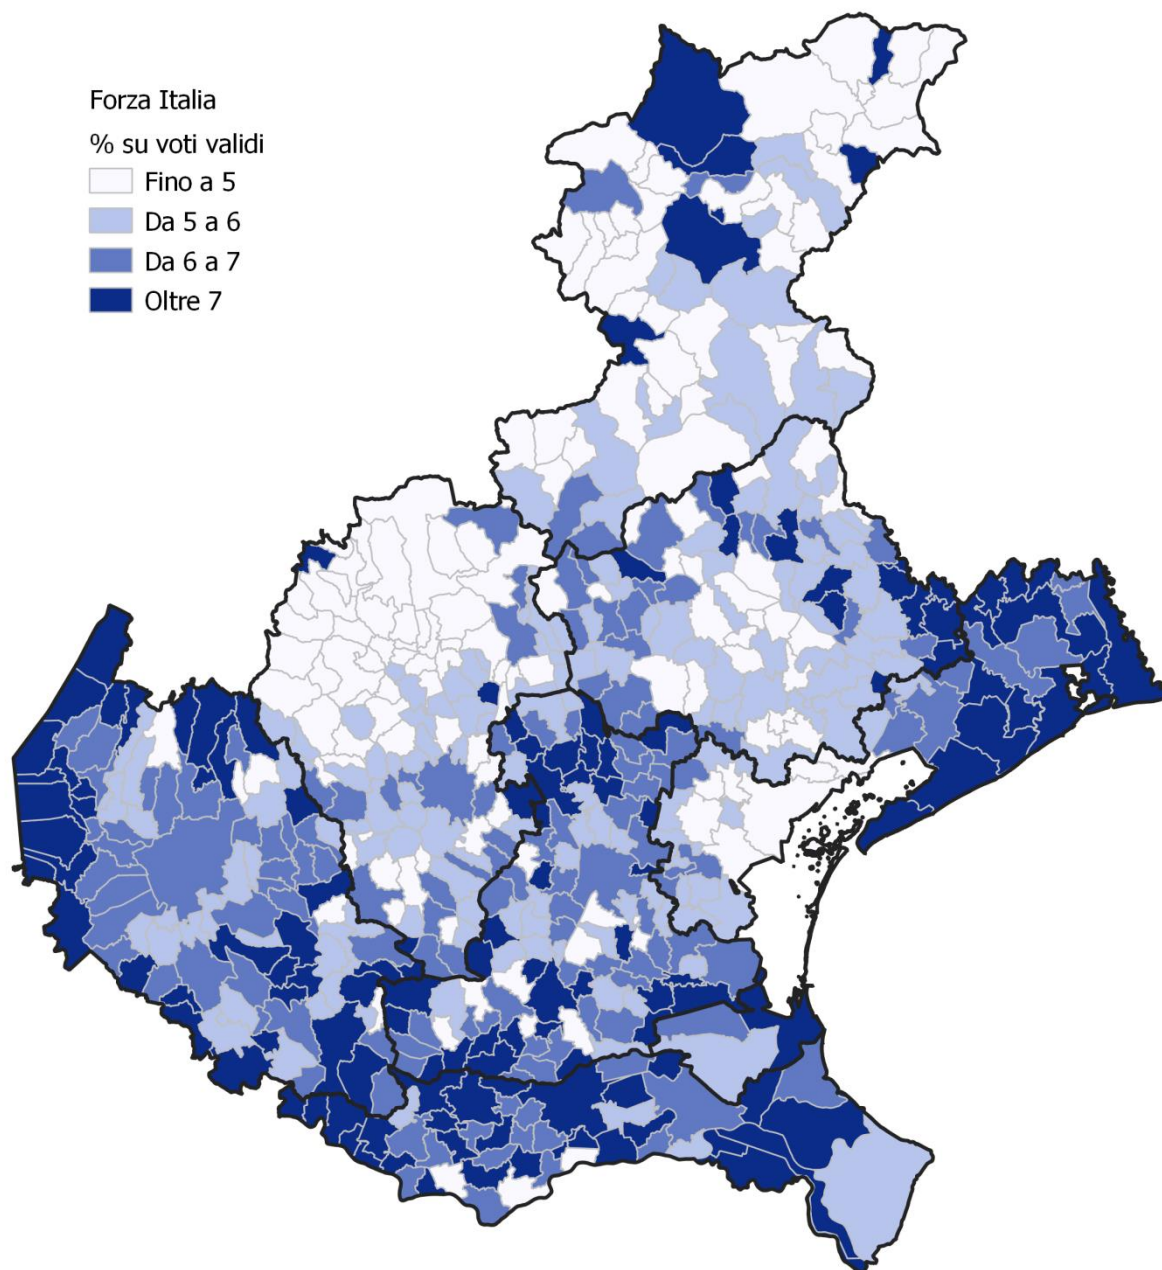 Forza Italia
% su voti validi
Fino a 5
Da 5 a 6
Da 6 a 7
Oltre 7